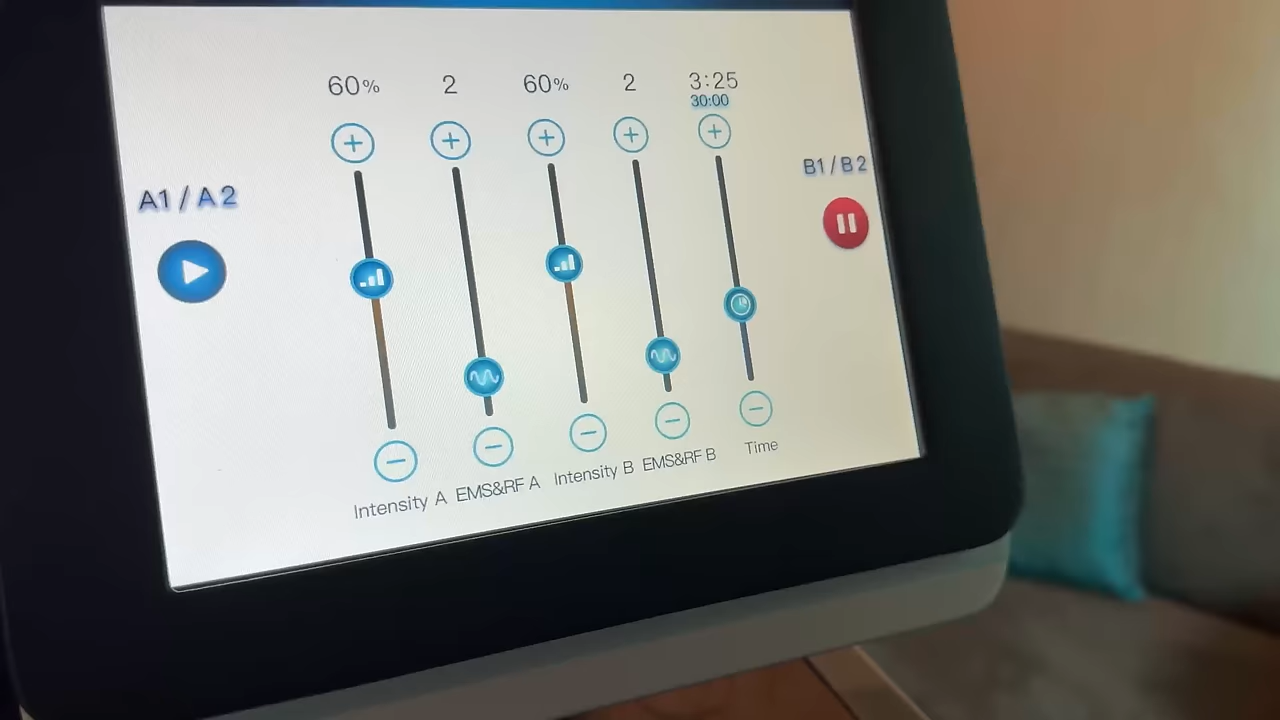 60% 2 60% 2 3:25
30:00
A1 / A2
B1 / B2
Intensity A EMS&RF A Intensity B EMS&RF B Time